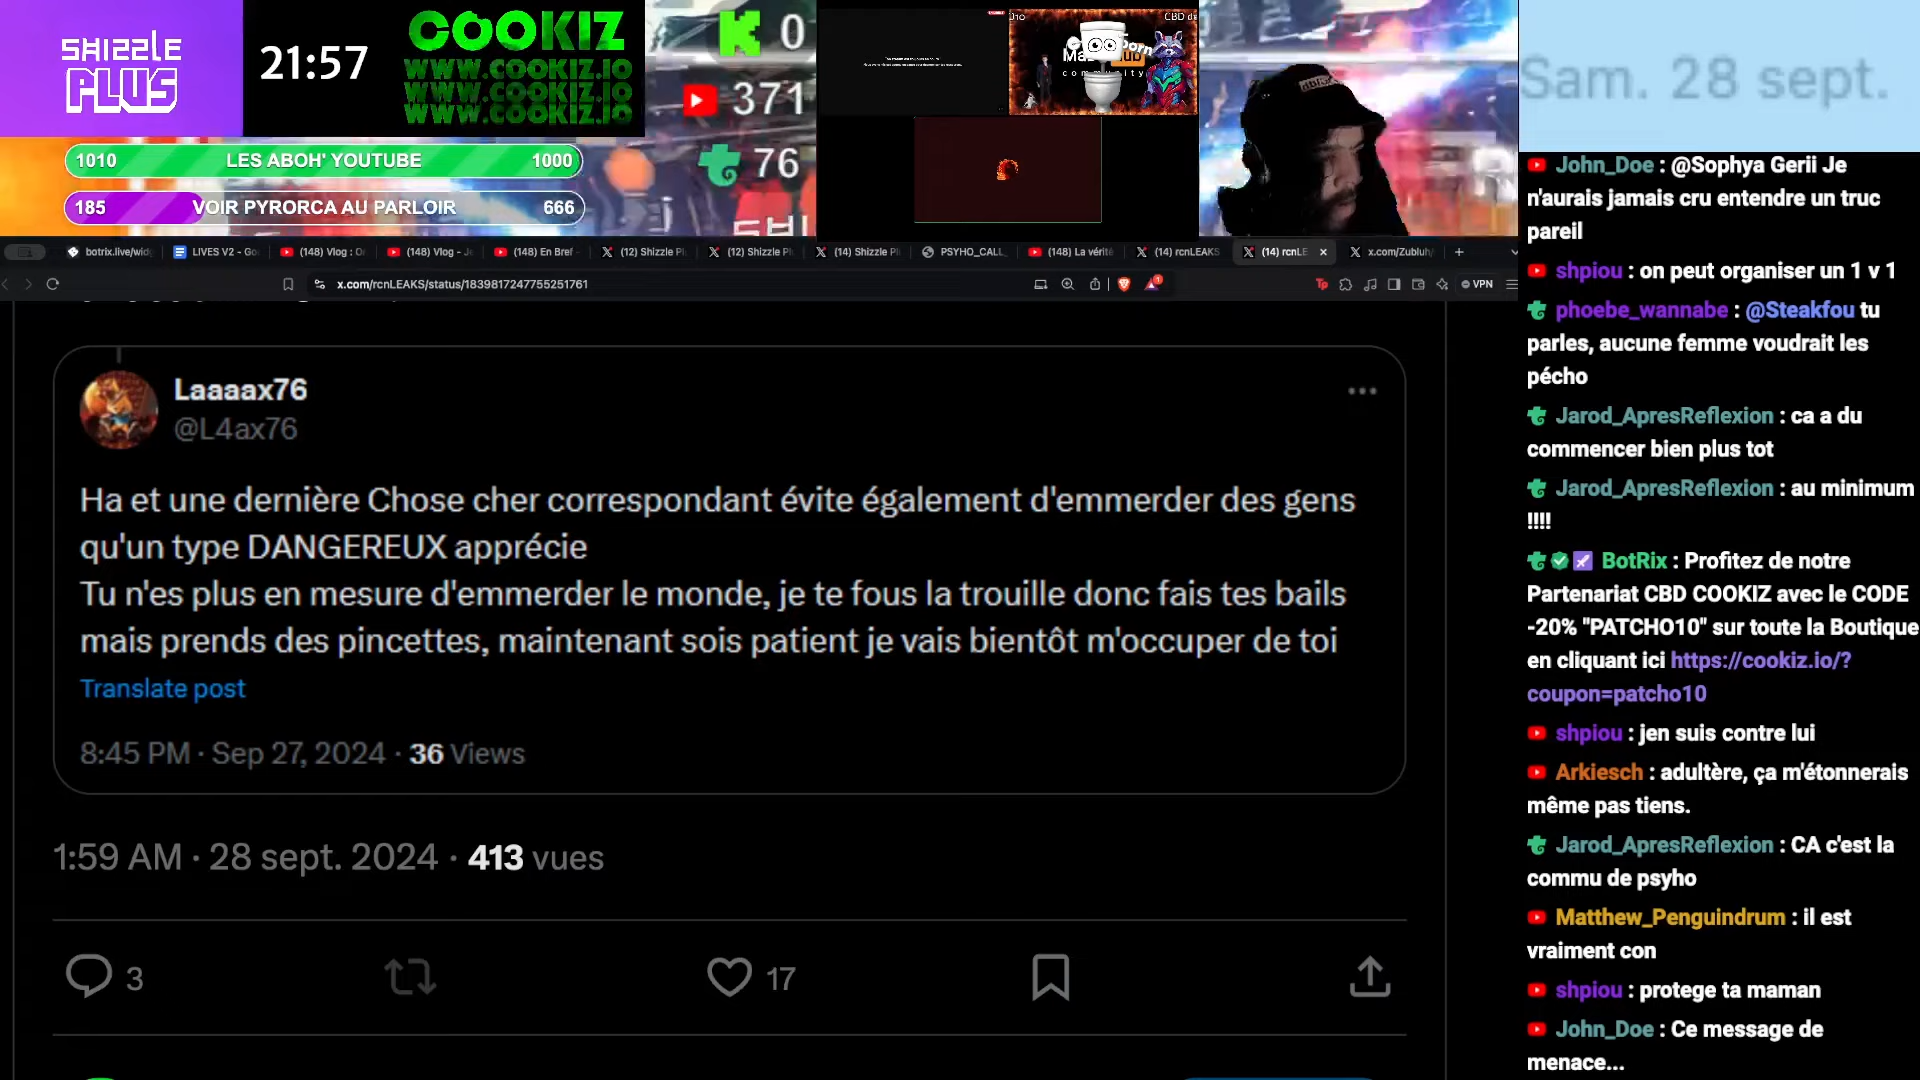 SHIZZLE
PLUS
21:57
COOKIZ
WWW.COOKIZ.IO
WWW.COOKIZ.IO
WWW.COOKIZ.IO
0
371
76
1010 LES ABOH' YOUTUBE 1000
185 VOIR PYRORCA AU PARLOIR 666
CBD
community
Sam. 28 sept.
botrix.live/wid
LIVES V2 - Go
(148) Vlog : D
(148) Vlog - Je
(148) En Bref -
(12) Shizzle Pl
(12) Shizzle Pl
(14) Shizzle Pl
PSYHO_CALL_
(148) La vérité
(14) rcnLEAKS
(14) rcnLE
x.com/Zubluh/
x.com/rcnLEAKS/status/1839817247755251761
VPN
Laaaax76
@L4ax76
Ha et une dernière Chose cher correspondant évite également d'emmerder des gens
qu'un type DANGEREUX apprécie
Tu n'es plus en mesure d'emmerder le monde, je te fous la trouille donc fais tes bails
mais prends des pincettes, maintenant sois patient je vais bientôt m'occuper de toi
Translate post
8:45 PM · Sep 27, 2024 · 36 Views
1:59 AM · 28 sept. 2024 · 413 vues
3
17
John_Doe : @Sophya Gerii Je
n'aurais jamais cru entendre un truc
pareil
shpiou : on peut organiser un 1 v 1
phoebe_wannabe : @Steakfou tu
parles, aucune femme voudrait les
pécho
Jarod_ApresReflexion : ca a du
commencer bien plus tot
Jarod_ApresReflexion : au minimum
!!!!
BotRix : Profitez de notre
Partenariat CBD COOKIZ avec le CODE
-20% "PATCHO10" sur toute la Boutique
en cliquant ici https://cookiz.io/?
coupon=patcho10
shpiou : jen suis contre lui
Arkiesch : adultère, ça m'étonnerais
même pas tiens.
Jarod_ApresReflexion : CA c'est la
commu de psyho
Matthew_Penguindrum : il est
vraiment con
shpiou : protege ta maman
John_Doe : Ce message de
menace...